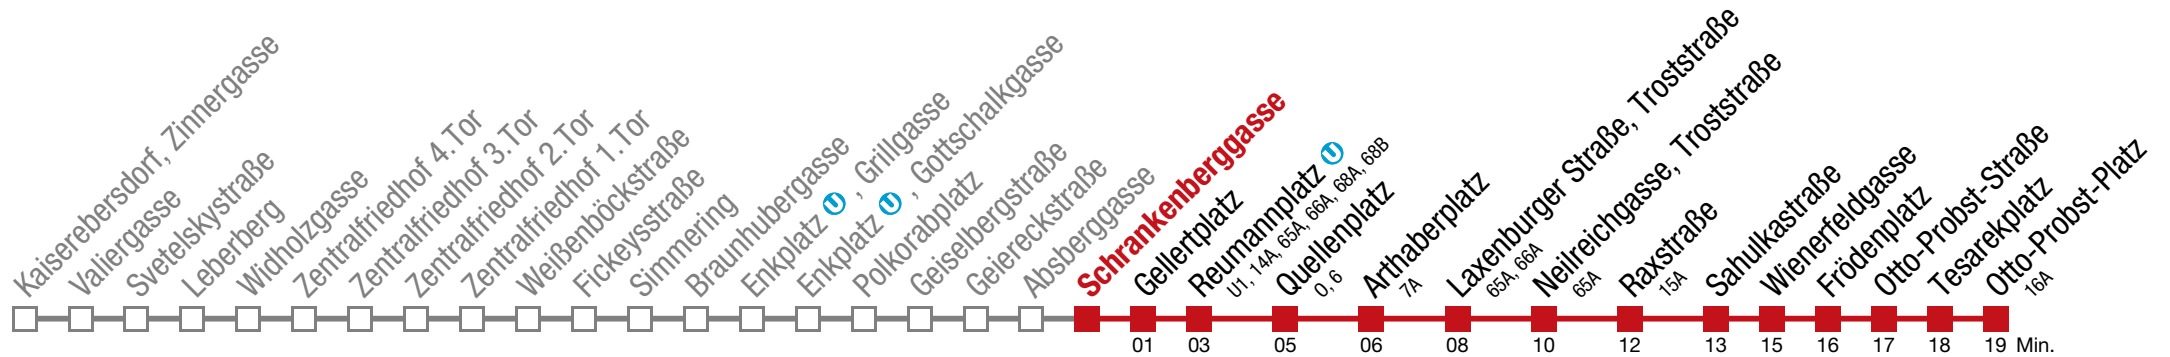 Kaiserebersdorf, Zinnergasse
Valiergasse
Svetelskystraße
Leberberg
Widholzgasse
Zentralfriedhof 4. Tor
Zentralfriedhof 3. Tor
Zentralfriedhof 2. Tor
Zentralfriedhof 1. Tor
Weißenböckstraße
Fickeysstraße
Simmering
Braunhubergasse
Enkplatz U, Grillgasse
Enkplatz U, Gottschalkgasse
Polkorabplatz
Geiselbergstraße
Geiereckstraße
Absberggasse
Schrankenberggasse
Gellertplatz
Reumannplatz U
U1, 14A, 65A, 66A, 68A, 68B
Quellenplatz
0, 6
Arthaberplatz
7A
Laxenburger Straße, Troststraße
65A, 66A
Neilreichgasse, Troststraße
65A
Raxstraße
15A
Sahulkastraße
Wienerfeldgasse
Frödenplatz
Otto-Probst-Straße
Tesarekplatz
Otto-Probst-Platz
16A
01 03 05 06 08 10 12 13 15 16 17 18 19 Min.